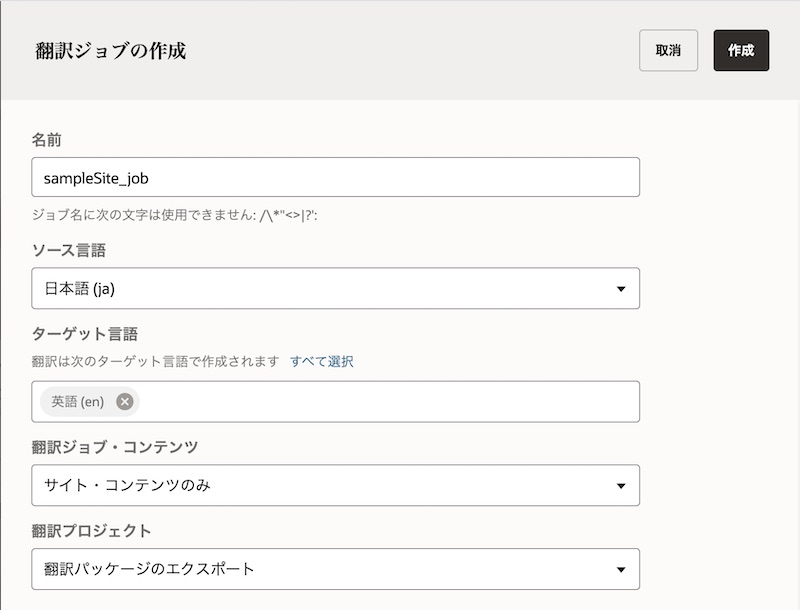 翻訳ジョブの作成
取消
作成
名前
sampleSite_job
ジョブ名に次の文字は使用できません: /\*"<>|?':
ソース言語
日本語 (ja)
ターゲット言語
翻訳は次のターゲット言語で作成されます すべて選択
英語 (en)
翻訳ジョブ・コンテンツ
サイト・コンテンツのみ
翻訳プロジェクト
翻訳パッケージのエクスポート